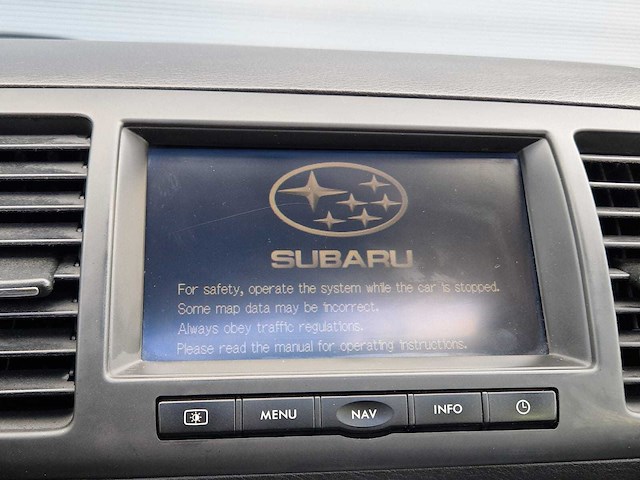 SUBARU
For safety, operate the system while the car is stopped.
Some map data may be incorrect.
Always obey traffic regulations.
Please read the manual for operating instructions.
MENU
NAV
INFO